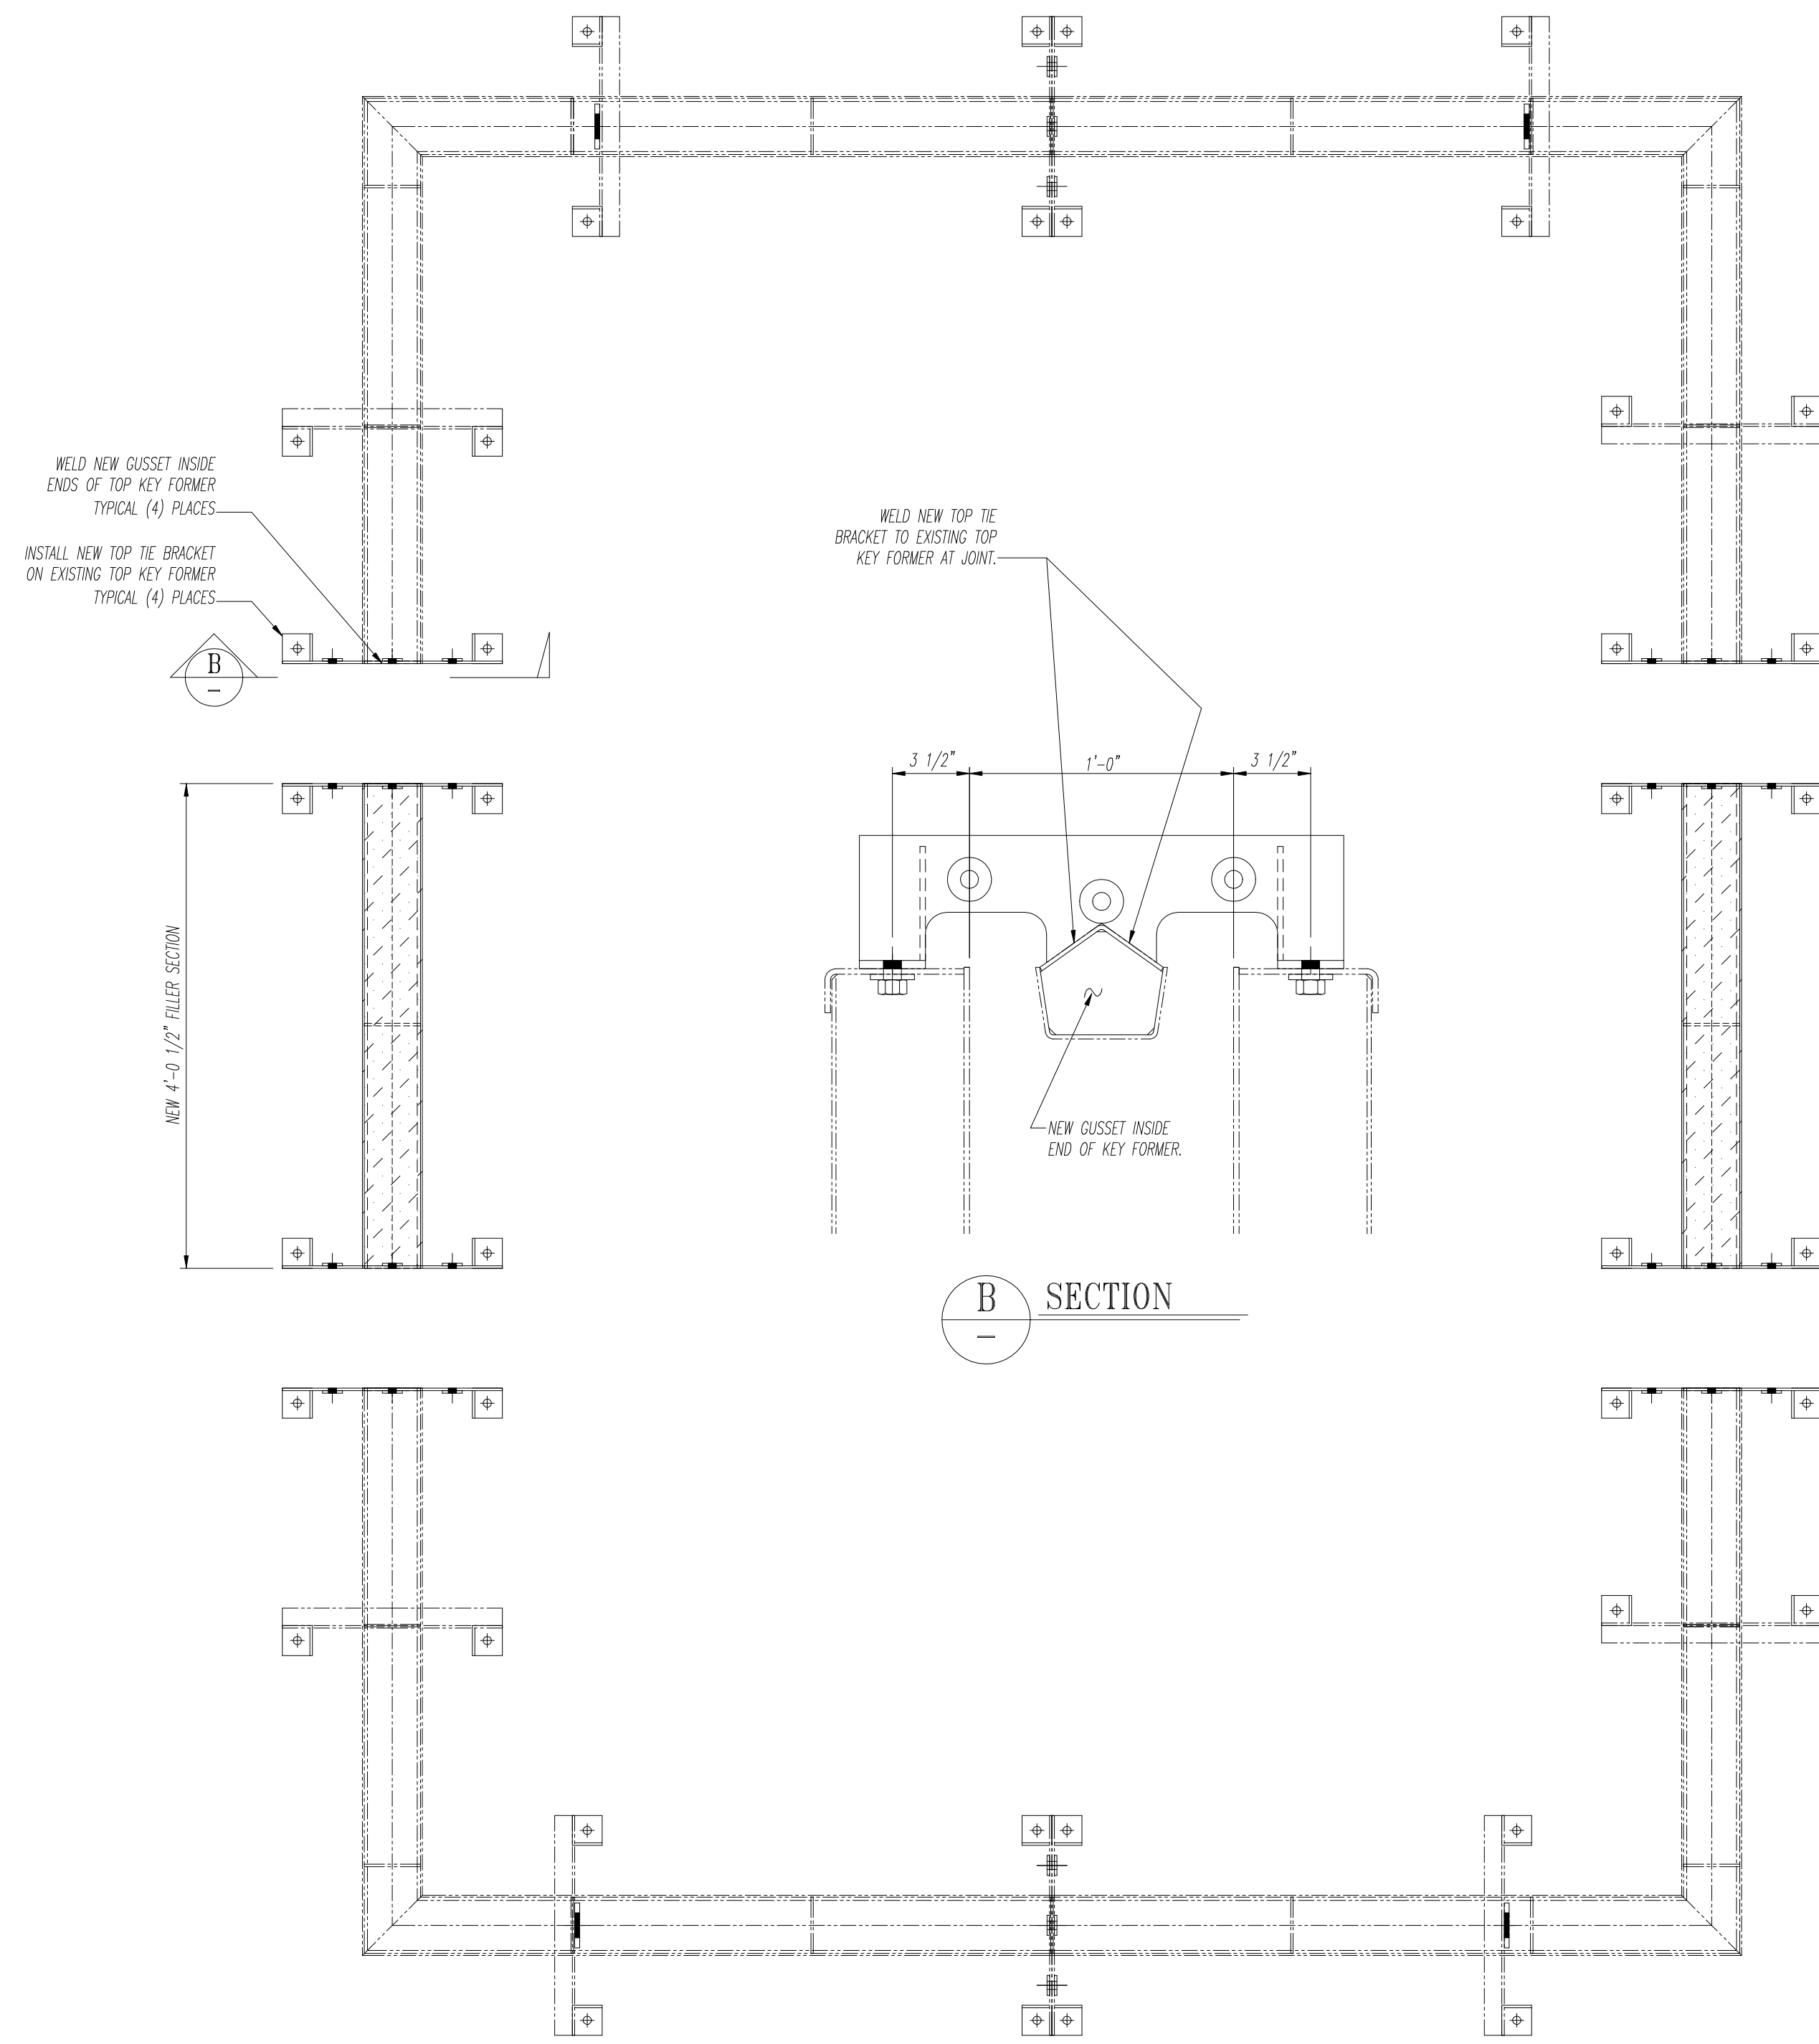 WELD NEW GUSSET INSIDE
ENDS OF TOP KEY FORMER
TYPICAL (4) PLACES
INSTALL NEW TOP TIE BRACKET
ON EXISTING TOP KEY FORMER
TYPICAL (4) PLACES
B
–
WELD NEW TOP TIE
BRACKET TO EXISTING TOP
KEY FORMER AT JOINT.
3 1/2" 1'-0" 3 1/2"
NEW 4'-0 1/2" FILLER SECTION
NEW GUSSET INSIDE
END OF KEY FORMER.
B SECTION
–